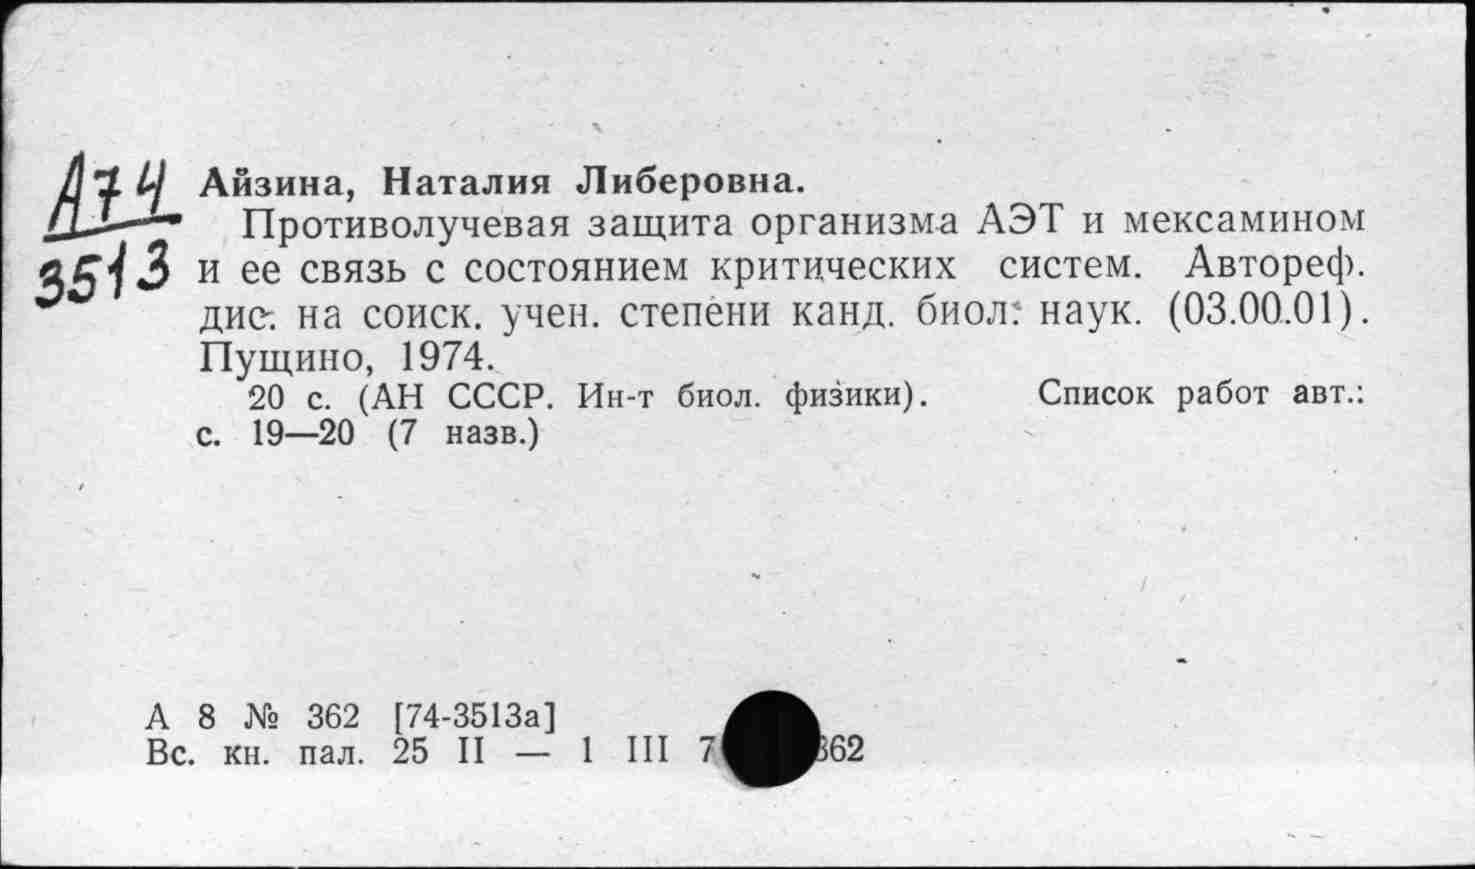 А74
3513
Айзина, Наталия Либеровна.
Противолучевая защита организма АЭТ и мексамином
и ее связь с состоянием критических систем. Автореф.
дис. на соиск. учен. степени канд. биол. наук. (03.00.01).
Пущино, 1974.
20 с. (АН СССР. Ин-т биол. физики). Список работ авт.:
с. 19—20 (7 назв.)
А 8 № 362 [74-3513а]
Вс. кн. пал. 25 II — 1 III 7 362